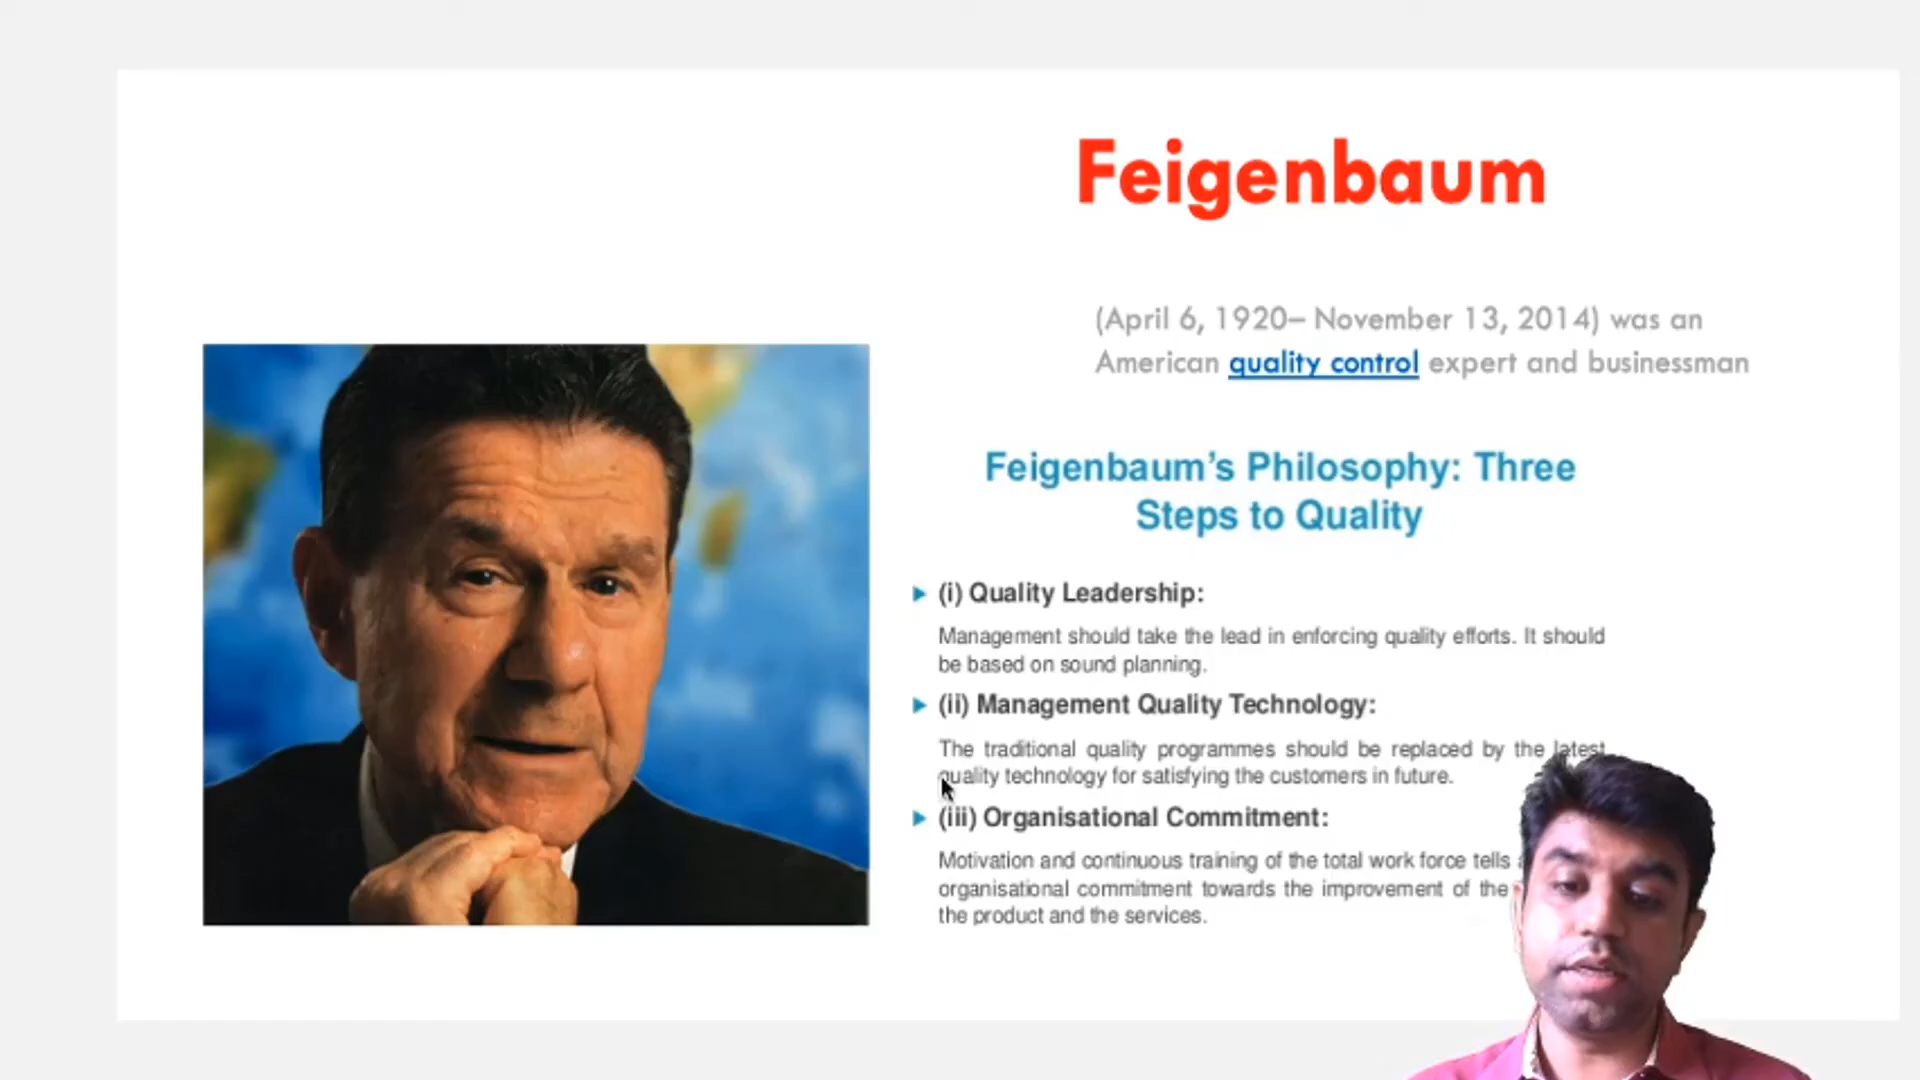 Feigenbaum
(April 6, 1920– November 13, 2014) was an
American quality control expert and businessman
Feigenbaum’s Philosophy: Three
Steps to Quality
(i) Quality Leadership:
Management should take the lead in enforcing quality efforts. It should
be based on sound planning.
(ii) Management Quality Technology:
The traditional quality programmes should be replaced by the latest
quality technology for satisfying the customers in future.
(iii) Organisational Commitment:
Motivation and continuous training of the total work force tells
organisational commitment towards the improvement of the
the product and the services.